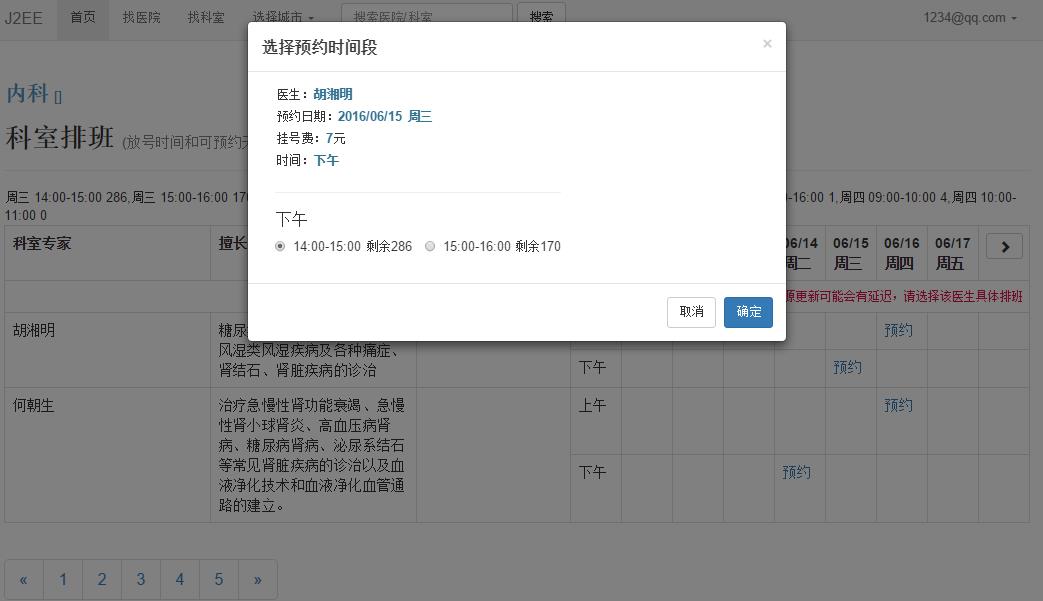 J2EE 首页 找医院 找科室 选择城市 搜索医院/科室 搜索 1234@qq.com
选择预约时间段 ×
医生：胡湘明
预约日期：2016/06/15 周三
挂号费：7元
时间：下午
下午
14:00-15:00 剩余286 15:00-16:00 剩余170
取消 确定
内科 []
科室排班 (放号时间和可预约天
周三 14:00-15:00 286,周三 15:00-16:00 170 -16:00 1,周四 09:00-10:00 4,周四 10:00-
11:00 0
科室专家 擅长 06/14 周二 06/15 周三 06/16 周四 06/17 周五
源更新可能会有延迟，请选择该医生具体排班
胡湘明 糖尿 预约
风湿类风湿疾病及各种痛症、
肾结石、肾脏疾病的诊治
下午 预约
何朝生 治疗急慢性肾功能衰竭、急慢 上午 预约
性肾小球肾炎、高血压病肾
病、糖尿病肾病、泌尿系结石
等常见肾脏疾病的诊治以及血 下午 预约
液净化技术和血液净化血管通
路的建立。
« 1 2 3 4 5 »